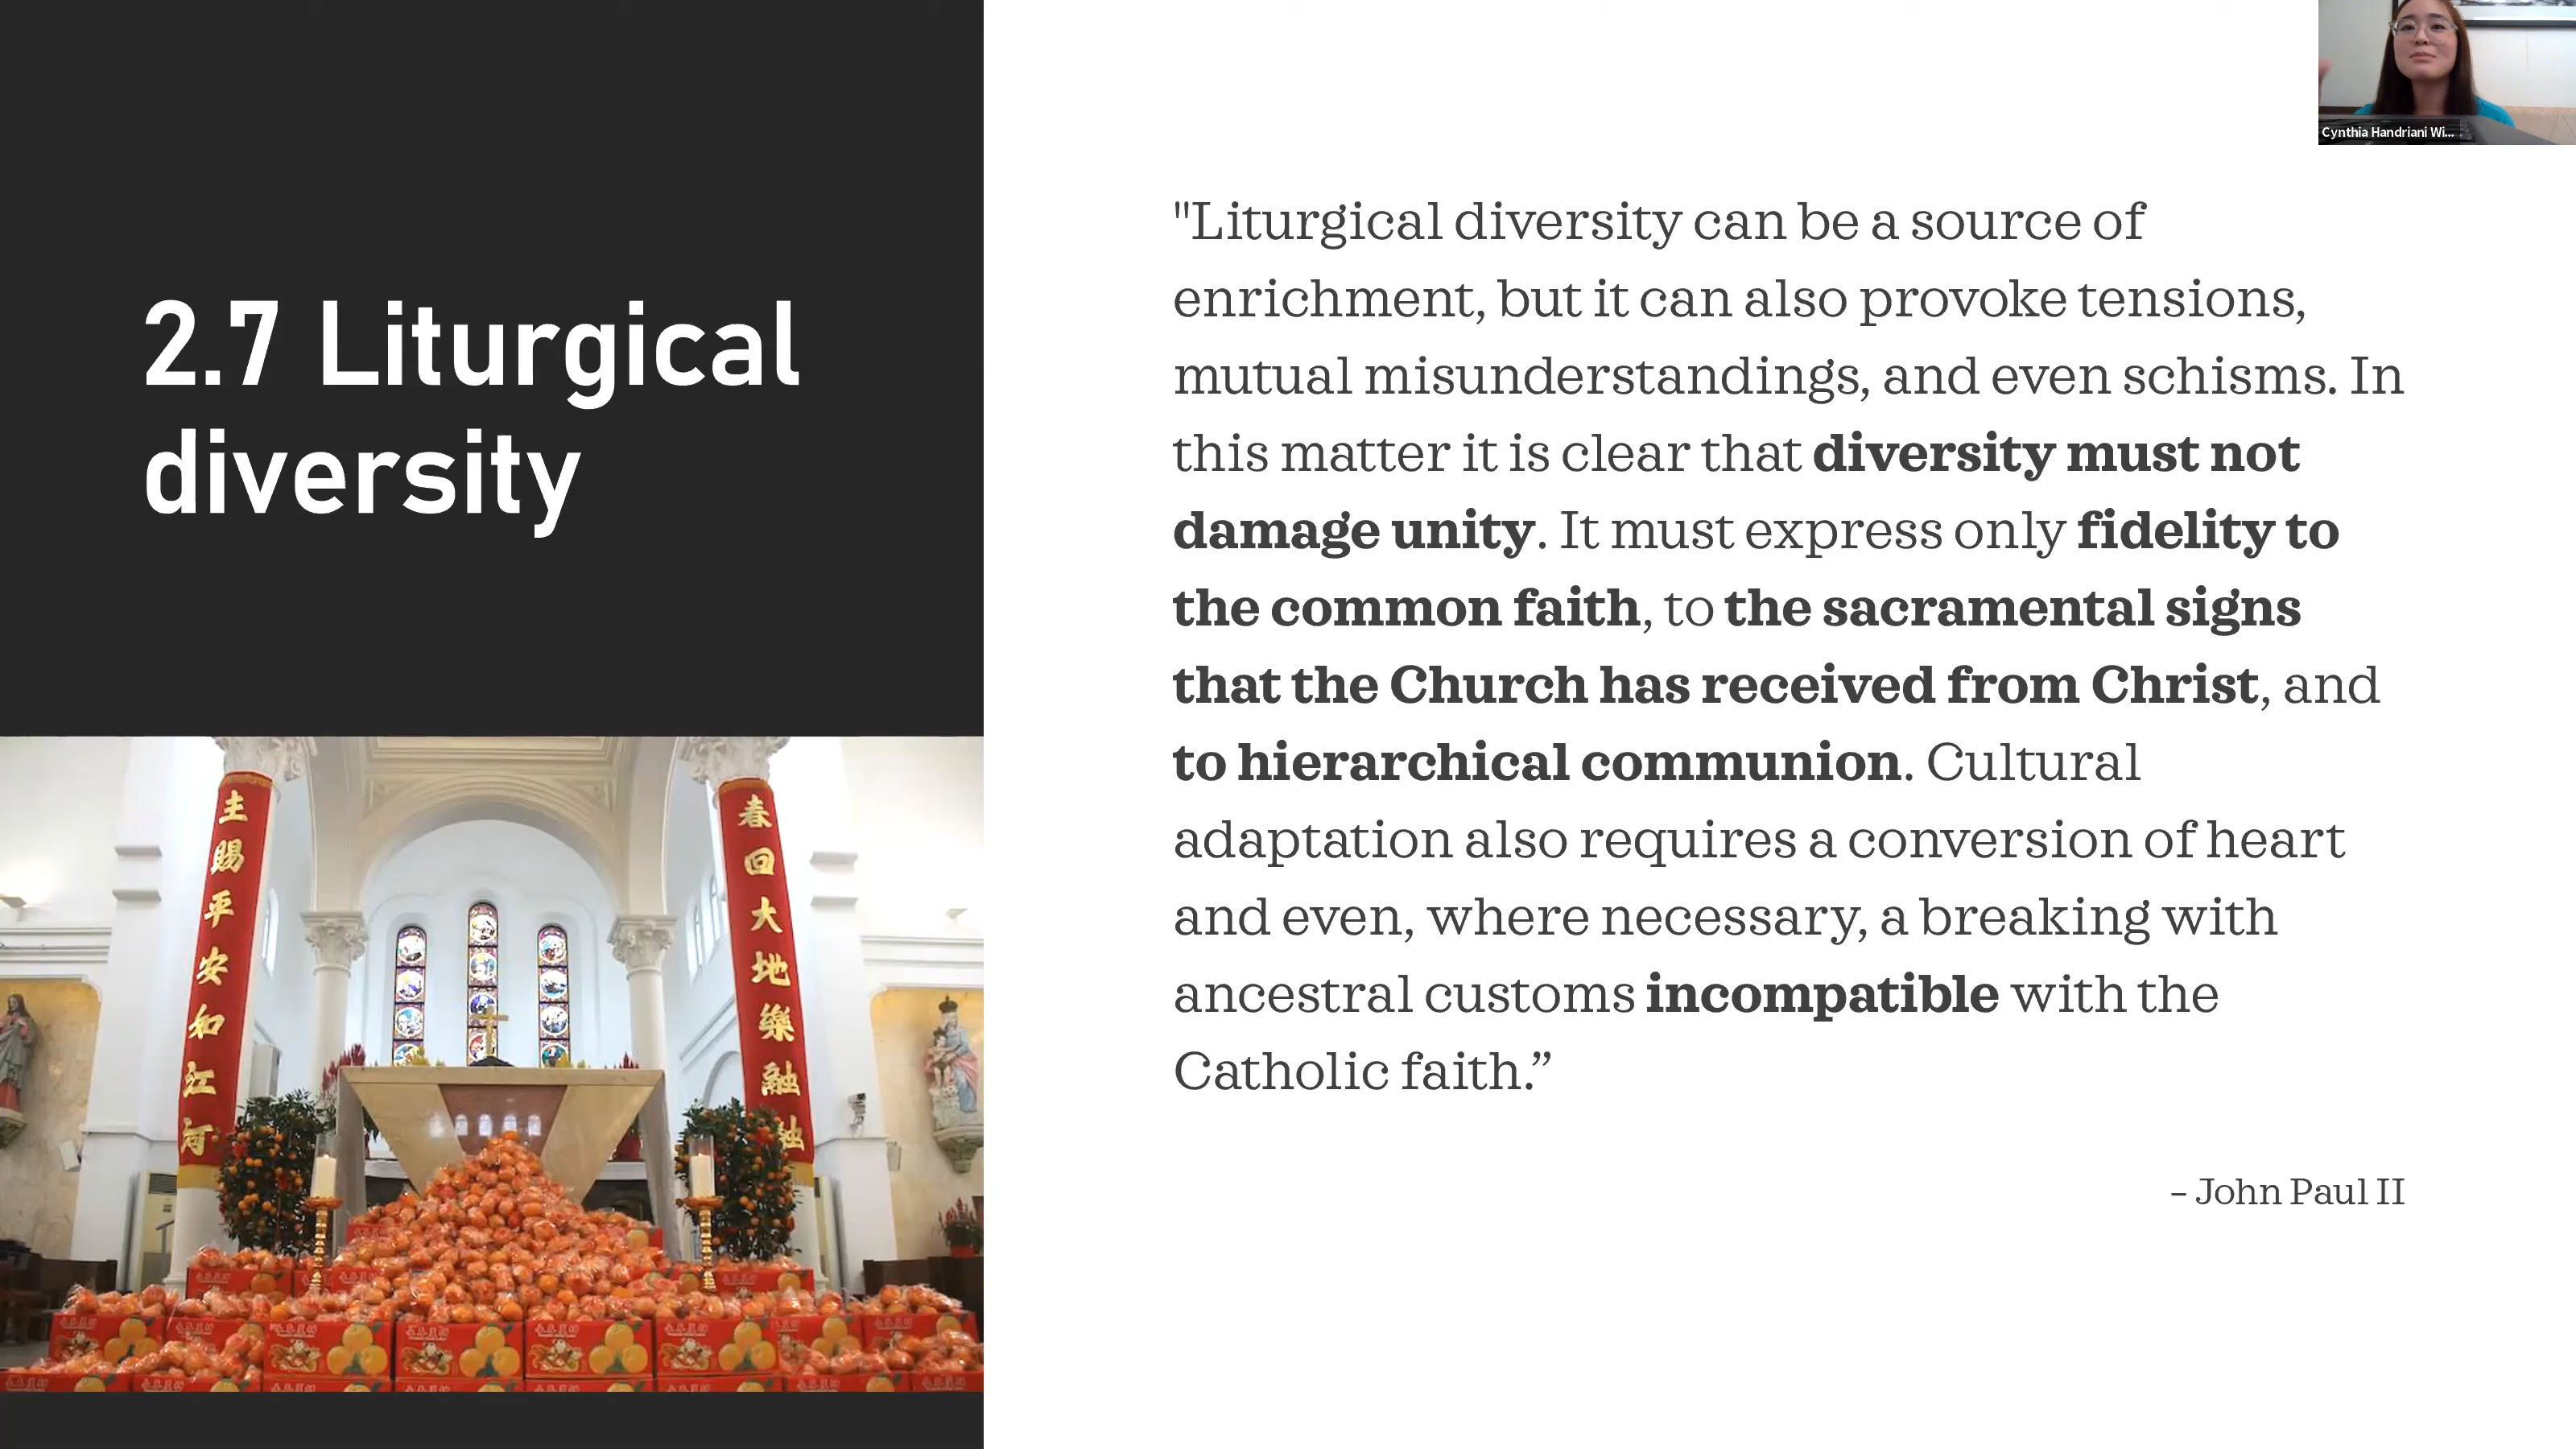 2.7 Liturgical
diversity
主賜平安如江河
春回大地樂融融
"Liturgical diversity can be a source of
enrichment, but it can also provoke tensions,
mutual misunderstandings, and even schisms. In
this matter it is clear that diversity must not
damage unity. It must express only fidelity to
the common faith, to the sacramental signs
that the Church has received from Christ, and
to hierarchical communion. Cultural
adaptation also requires a conversion of heart
and even, where necessary, a breaking with
ancestral customs incompatible with the
Catholic faith.”
– John Paul II
Cynthia Handriani Wi...